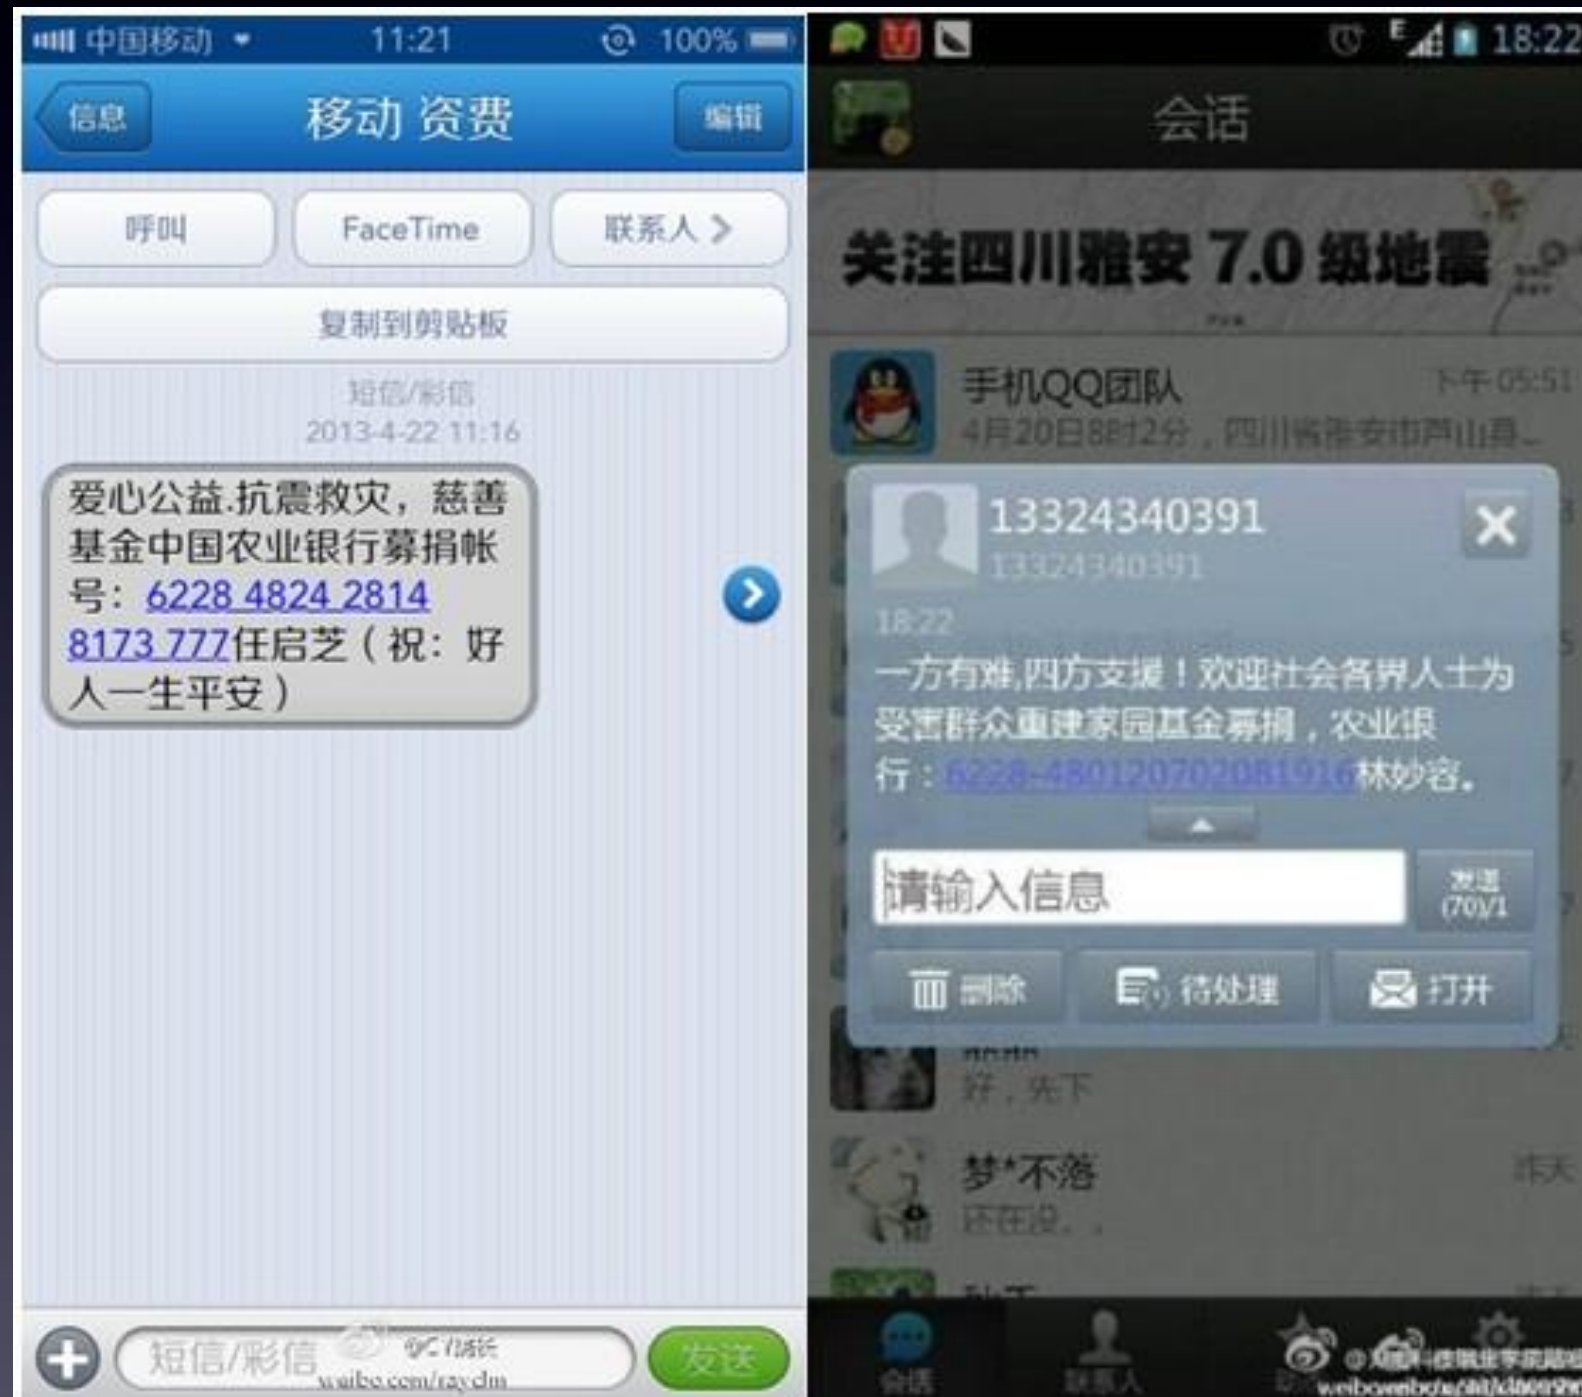 中国移动
11:21
100%
信息
移动 资费
编辑
呼叫
FaceTime
联系人
复制到剪贴板
短信/彩信
2013-4-22 11:16
爱心公益.抗震救灾，慈善
基金中国农业银行募捐帐
号：6228 4824 2814
8173 777任启芝（祝：好
人一生平安）
短信/彩信
发送
weibo.com/raydm
E
18:22
会话
关注四川雅安 7.0 级地震
手机QQ团队
下午 05:51
4月20日8时2分，四川省雅安市芦山县...
13324340391
13324340391
18:22
一方有难,四方支援！欢迎社会各界人士为
受害群众重建家园基金募捐，农业银
行：6228-480120702081916林妙容。
请输入信息
发送
(70)/1
删除
待处理
打开
好，先下
梦*不落
昨天
还在没．．
会话
联系人